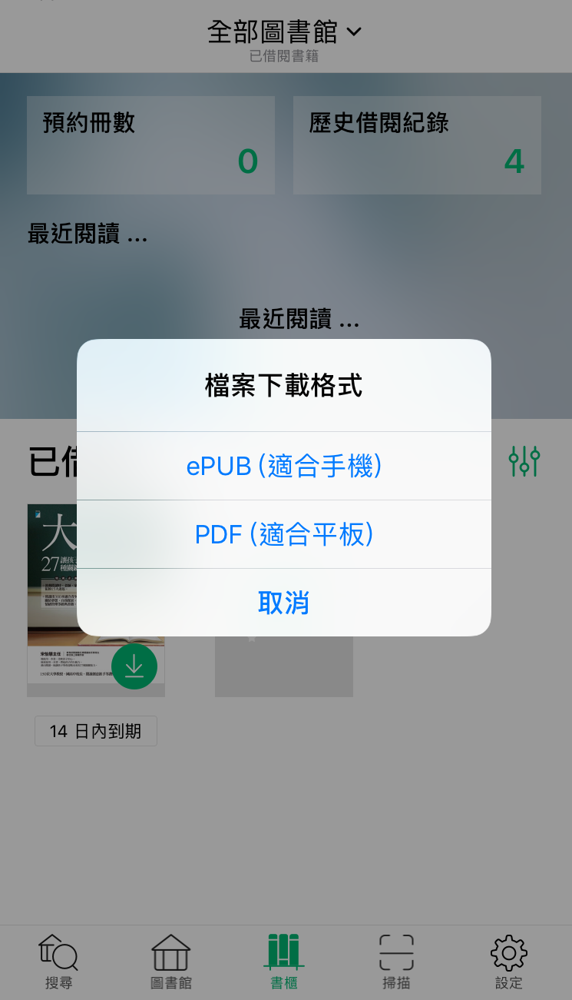 全部圖書館
已借閱書籍
預約冊數
0
歷史借閱紀錄
4
最近閱讀 ...
最近閱讀 ...
檔案下載格式
ePUB (適合手機)
PDF (適合平板)
取消
已借
大
27
14 日內到期
搜尋
圖書館
書櫃
掃描
設定